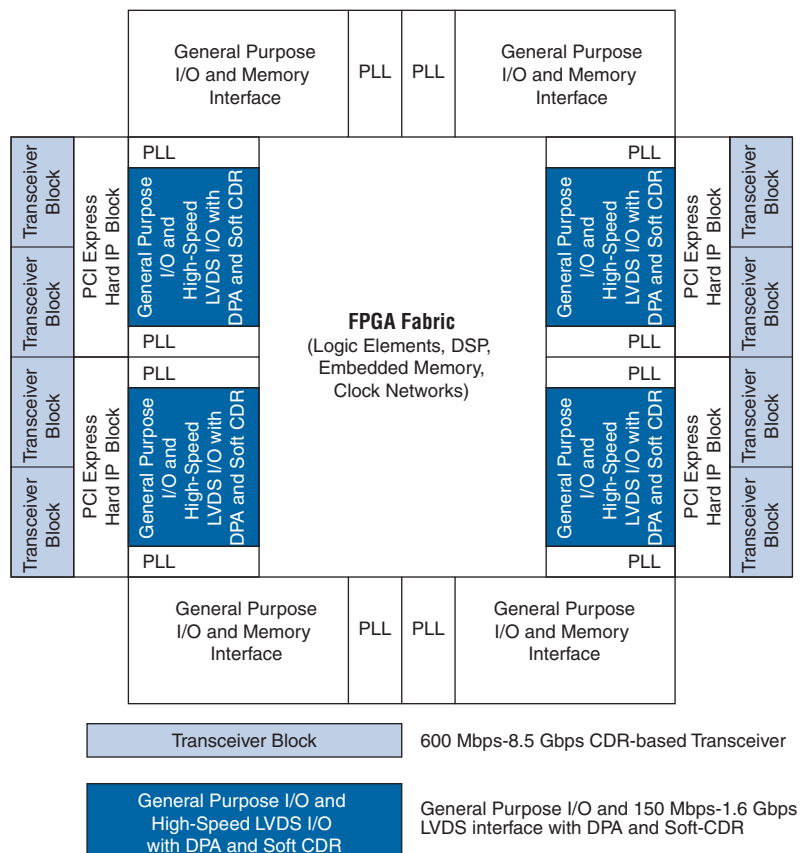 General Purpose
I/O and Memory
Interface
PLL
PLL
General Purpose
I/O and Memory
Interface
Transceiver
Block
Transceiver
Block
PCI Express
Hard IP Block
PLL
General Purpose
I/O and
High-Speed
LVDS I/O with
DPA and Soft CDR
PLL
Transceiver
Block
Transceiver
Block
PCI Express
Hard IP Block
PLL
General Purpose
I/O and
High-Speed
LVDS I/O with
DPA and Soft CDR
PLL
FPGA Fabric
(Logic Elements, DSP,
Embedded Memory,
Clock Networks)
PLL
General Purpose
I/O and
High-Speed
LVDS I/O with
DPA and Soft CDR
PLL
PCI Express
Hard IP Block
Transceiver
Block
Transceiver
Block
PLL
General Purpose
I/O and
High-Speed
LVDS I/O with
DPA and Soft CDR
PLL
PCI Express
Hard IP Block
Transceiver
Block
Transceiver
Block
General Purpose
I/O and Memory
Interface
PLL
PLL
General Purpose
I/O and Memory
Interface
Transceiver Block
600 Mbps-8.5 Gbps CDR-based Transceiver
General Purpose I/O and
High-Speed LVDS I/O
with DPA and Soft CDR
General Purpose I/O and 150 Mbps-1.6 Gbps
LVDS interface with DPA and Soft-CDR